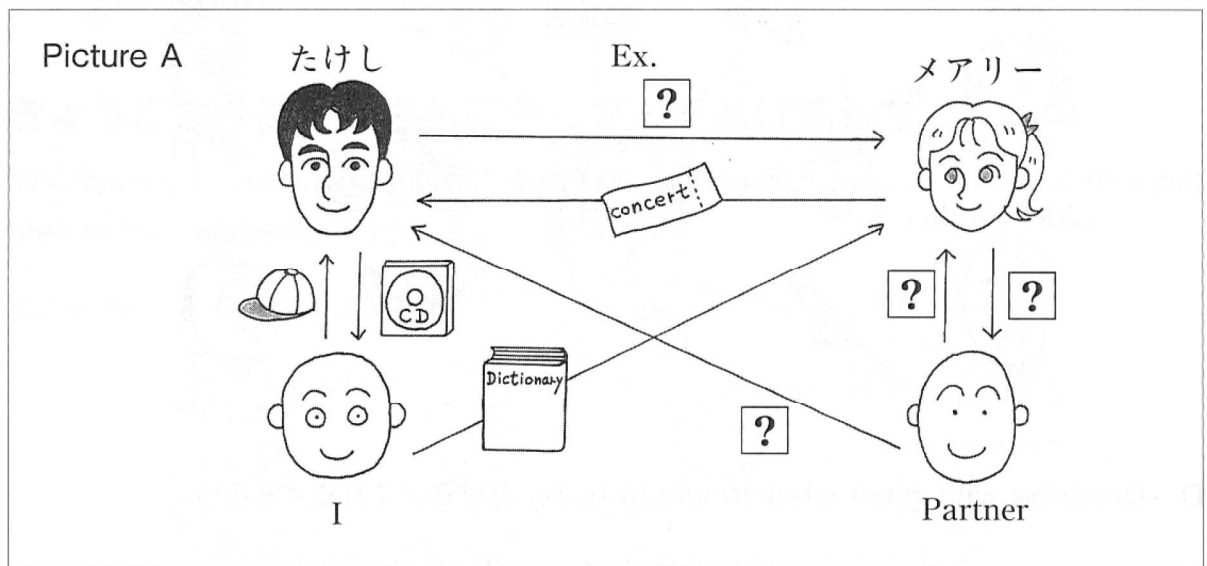 Picture A
たけし
Ex.
メアリー
?
concert
CD
?
?
Dictionary
?
I
Partner